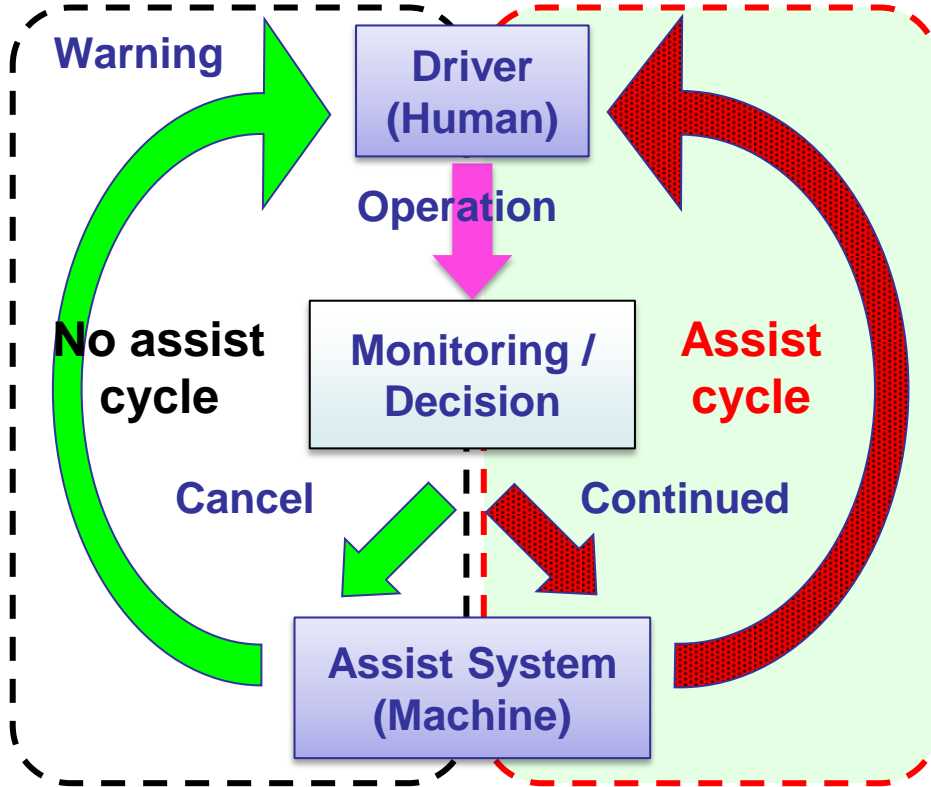 Warning
Driver
(Human)
Operation
No assist
cycle
Monitoring /
Decision
Assist
cycle
Cancel
Continued
Assist System
(Machine)